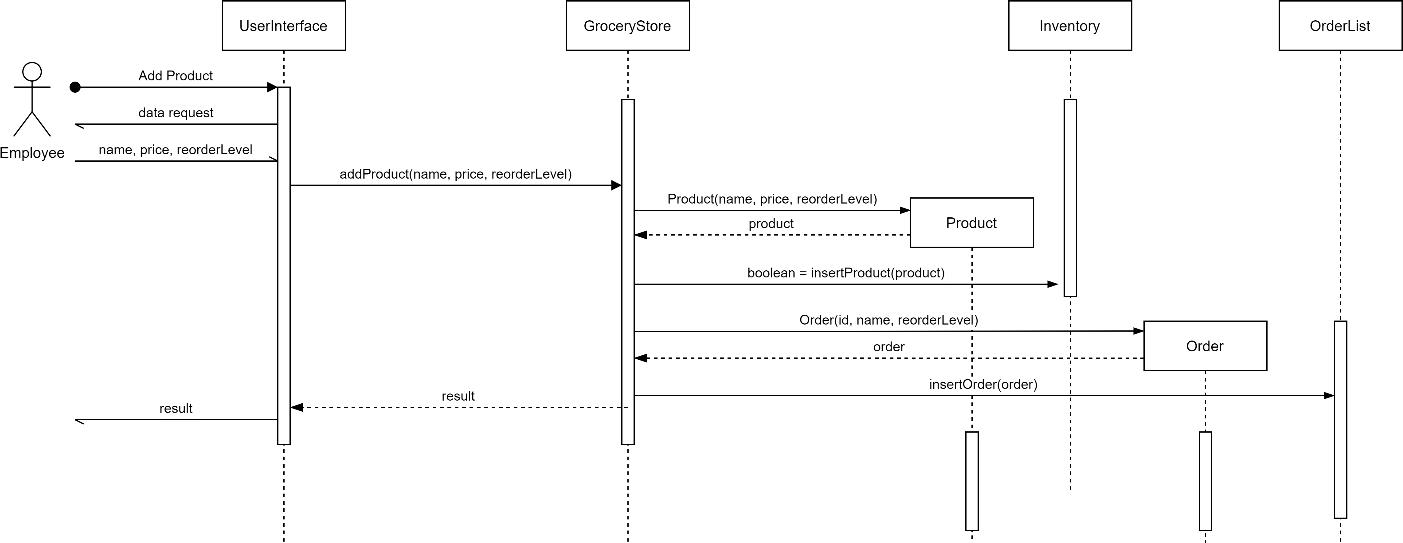 UserInterface
GroceryStore
Inventory
OrderList
Add Product
data request
Employee
name, price, reorderLevel
addProduct(name, price, reorderLevel)
Product(name, price, reorderLevel)
Product
product
boolean = insertProduct(product)
Order(id, name, reorderLevel)
Order
order
insertOrder(order)
result
result